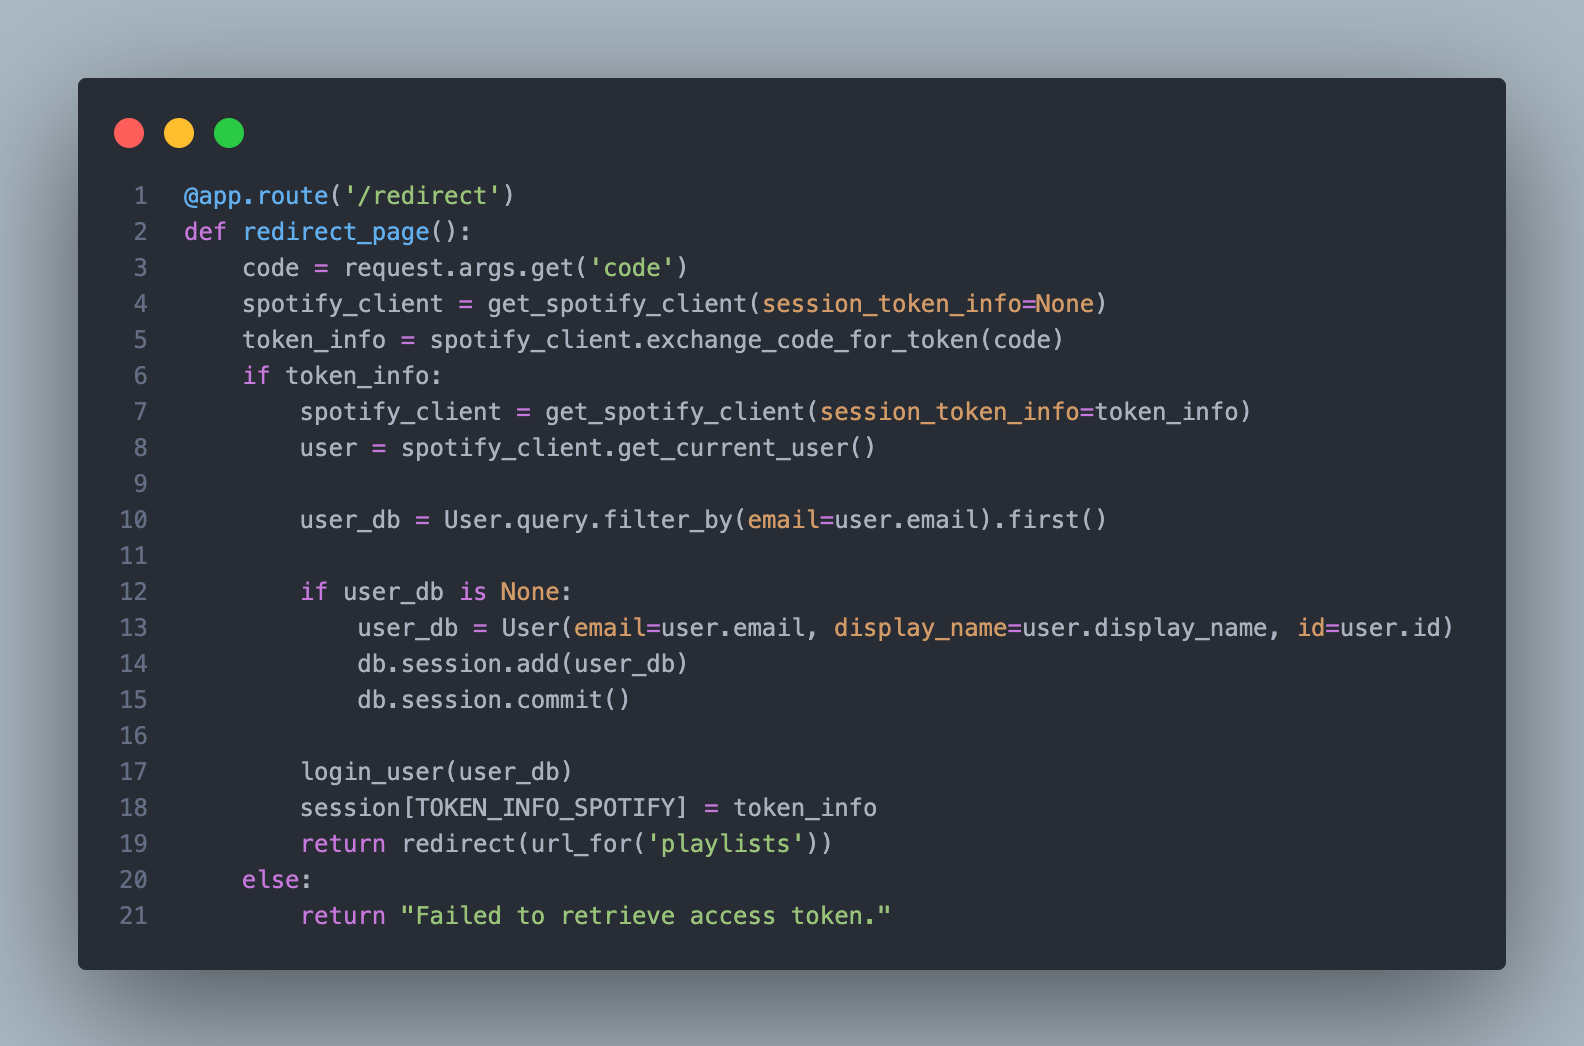 1 @app.route('/redirect')
2 def redirect_page():
3     code = request.args.get('code')
4     spotify_client = get_spotify_client(session_token_info=None)
5     token_info = spotify_client.exchange_code_for_token(code)
6     if token_info:
7         spotify_client = get_spotify_client(session_token_info=token_info)
8         user = spotify_client.get_current_user()
9
10         user_db = User.query.filter_by(email=user.email).first()
11
12         if user_db is None:
13             user_db = User(email=user.email, display_name=user.display_name, id=user.id)
14             db.session.add(user_db)
15             db.session.commit()
16
17         login_user(user_db)
18         session[TOKEN_INFO_SPOTIFY] = token_info
19         return redirect(url_for('playlists'))
20     else:
21         return "Failed to retrieve access token."